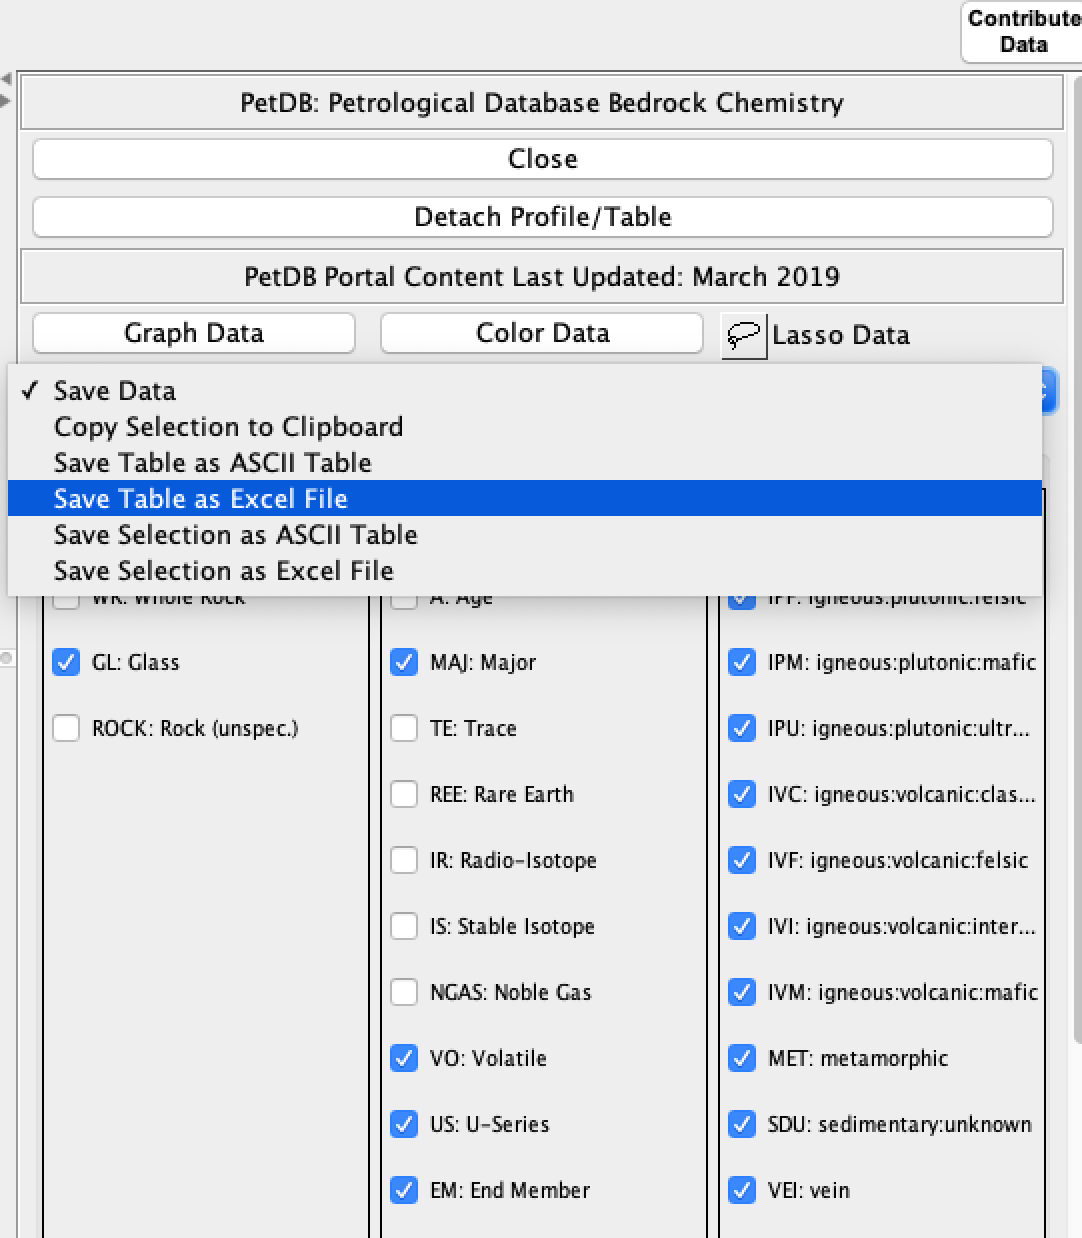 Contribute
Data
PetDB: Petrological Database Bedrock Chemistry
Close
Detach Profile/Table
PetDB Portal Content Last Updated: March 2019
Graph Data
Color Data
Lasso Data
✓ Save Data
Copy Selection to Clipboard
Save Table as ASCII Table
Save Table as Excel File
Save Selection as ASCII Table
Save Selection as Excel File
WR: Whole Rock
GL: Glass
ROCK: Rock (unspec.)
A: Age
MAJ: Major
TE: Trace
REE: Rare Earth
IR: Radio-Isotope
IS: Stable Isotope
NGAS: Noble Gas
VO: Volatile
US: U-Series
EM: End Member
IPF: igneous:plutonic:felsic
IPM: igneous:plutonic:mafic
IPU: igneous:plutonic:ultr...
IVC: igneous:volcanic:clas...
IVF: igneous:volcanic:felsic
IVI: igneous:volcanic:inter...
IVM: igneous:volcanic:mafic
MET: metamorphic
SDU: sedimentary:unknown
VEI: vein